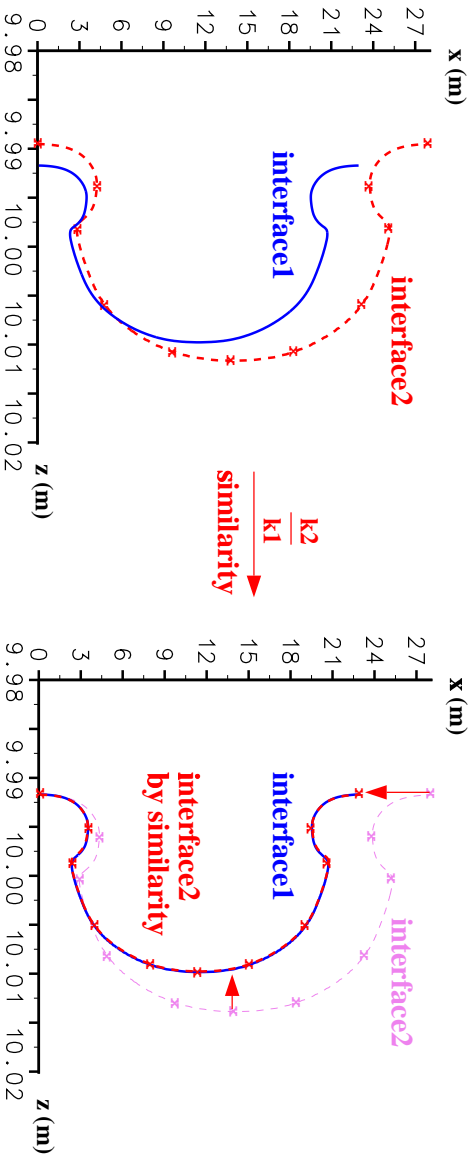 x (m)
0 3 6 9 12 15 18 21 24 27
9.98 9.99 10.00 10.01 10.02
z (m)
interface1
interface2
k2
k1
similarity
x (m)
0 3 6 9 12 15 18 21 24 27
9.98 9.99 10.00 10.01 10.02
z (m)
interface1
interface2
by similarity
interface2